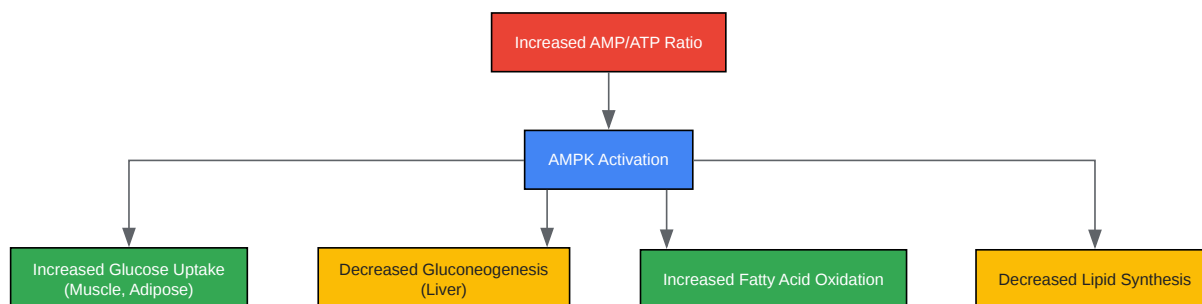 Increased AMP/ATP Ratio
AMPK Activation
Increased Glucose Uptake
(Muscle, Adipose)
Decreased Gluconeogenesis
(Liver)
Increased Fatty Acid Oxidation
Decreased Lipid Synthesis